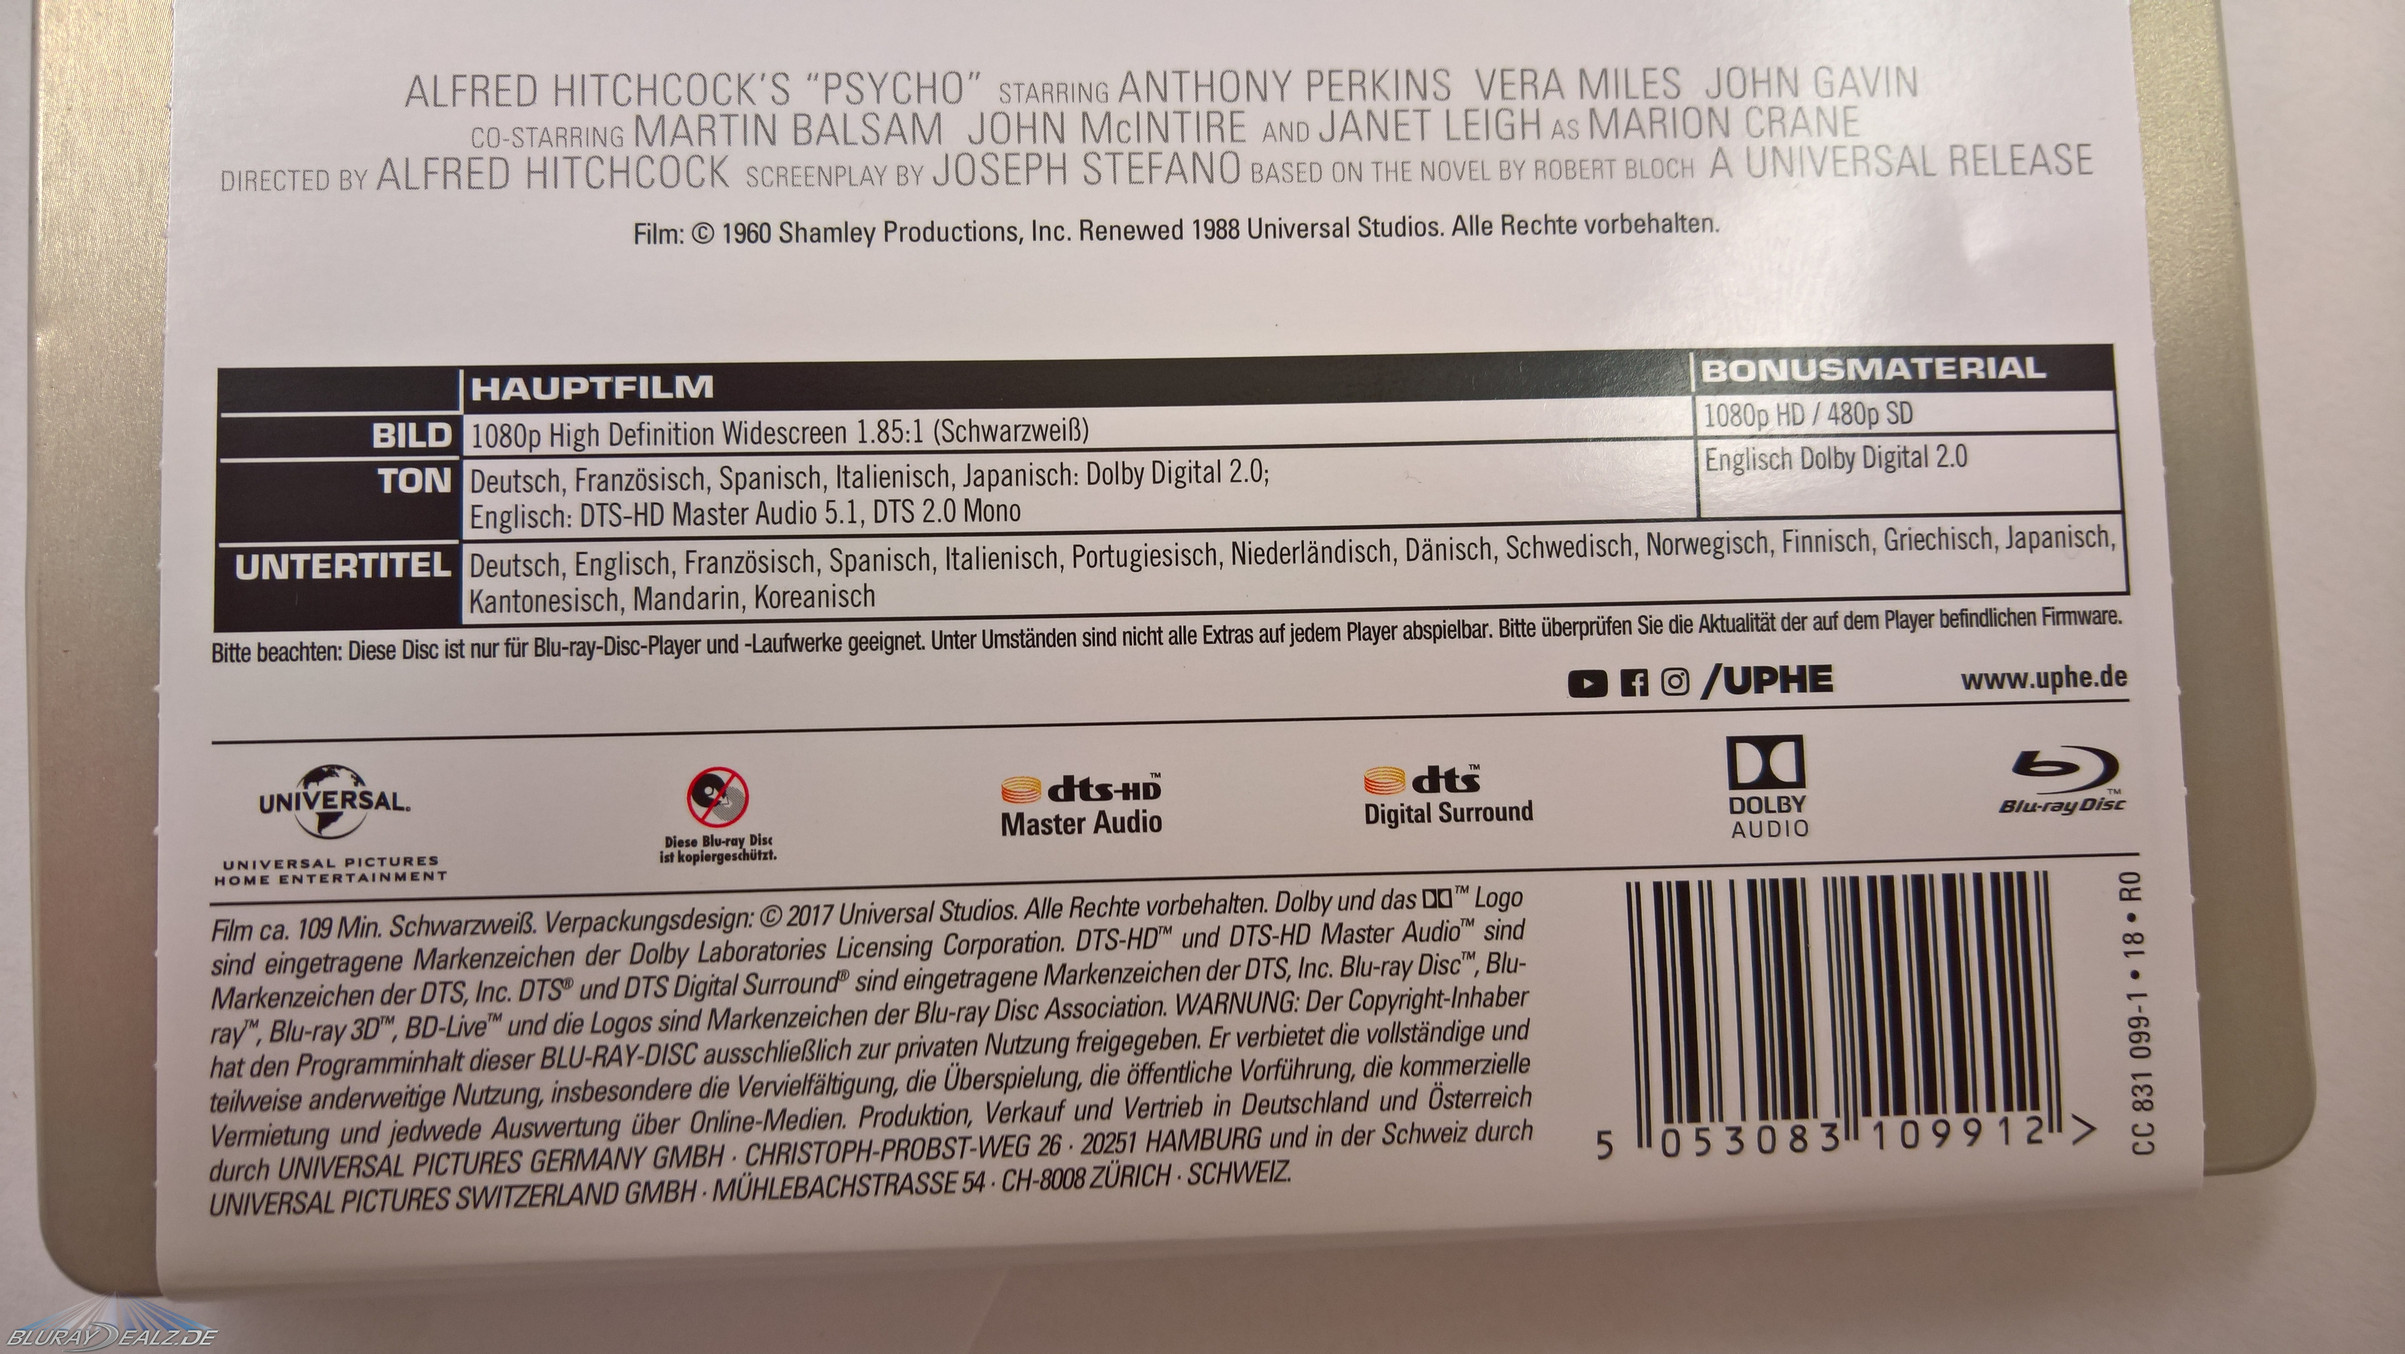 ALFRED HITCHCOCK'S “PSYCHO” STARRING ANTHONY PERKINS VERA MILES JOHN GAVIN
CO-STARRING MARTIN BALSAM JOHN McINTIRE AND JANET LEIGH AS MARION CRANE
DIRECTED BY ALFRED HITCHCOCK SCREENPLAY BY JOSEPH STEFANO BASED ON THE NOVEL BY ROBERT BLOCH A UNIVERSAL RELEASE
Film: © 1960 Shamley Productions, Inc. Renewed 1988 Universal Studios. Alle Rechte vorbehalten.
HAUPTFILM BONUSMATERIAL
BILD 1080p High Definition Widescreen 1.85:1 (Schwarzweiß) 1080p HD / 480p SD
TON Deutsch, Französisch, Spanisch, Italienisch, Japanisch: Dolby Digital 2.0; Englisch Dolby Digital 2.0
Englisch: DTS-HD Master Audio 5.1, DTS 2.0 Mono
UNTERTITEL Deutsch, Englisch, Französisch, Spanisch, Italienisch, Portugiesisch, Niederländisch, Dänisch, Schwedisch, Norwegisch, Finnisch, Griechisch, Japanisch,
Kantonesisch, Mandarin, Koreanisch
Bitte beachten: Diese Disc ist nur für Blu-ray-Disc-Player und -Laufwerke geeignet. Unter Umständen sind nicht alle Extras auf jedem Player abspielbar. Bitte überprüfen Sie die Aktualität der auf dem Player befindlichen Firmware.
/UPHE www.uphe.de
UNIVERSAL
UNIVERSAL PICTURES
HOME ENTERTAINMENT
Diese Blu-ray Disc
ist kopiergeschützt.
dts-HD™
Master Audio
dts™
Digital Surround
DOLBY
AUDIO
Blu-ray Disc™
Film ca. 109 Min. Schwarzweiß. Verpackungsdesign: © 2017 Universal Studios. Alle Rechte vorbehalten. Dolby und das ™ Logo
sind eingetragene Markenzeichen der Dolby Laboratories Licensing Corporation. DTS-HD™ und DTS-HD Master Audio™ sind
Markenzeichen der DTS, Inc. DTS® und DTS Digital Surround® sind eingetragene Markenzeichen der DTS, Inc. Blu-ray Disc™, Blu-
ray™, Blu-ray 3D™, BD-Live™ und die Logos sind Markenzeichen der Blu-ray Disc Association. WARNUNG: Der Copyright-Inhaber
hat den Programminhalt dieser BLU-RAY-DISC ausschließlich zur privaten Nutzung freigegeben. Er verbietet die vollständige und
teilweise anderweitige Nutzung, insbesondere die Vervielfältigung, die Überspielung, die öffentliche Vorführung, die kommerzielle
Vermietung und jedwede Auswertung über Online-Medien. Produktion, Verkauf und Vertrieb in Deutschland und Österreich
durch UNIVERSAL PICTURES GERMANY GMBH · CHRISTOPH-PROBST-WEG 26 · 20251 HAMBURG und in der Schweiz durch
UNIVERSAL PICTURES SWITZERLAND GMBH · MÜHLEBACHSTRASSE 54 · CH-8008 ZÜRICH · SCHWEIZ.
5 053083 109912 >
CC 831 099-1 • 18 • R0
BLURAYDEALZ.DE